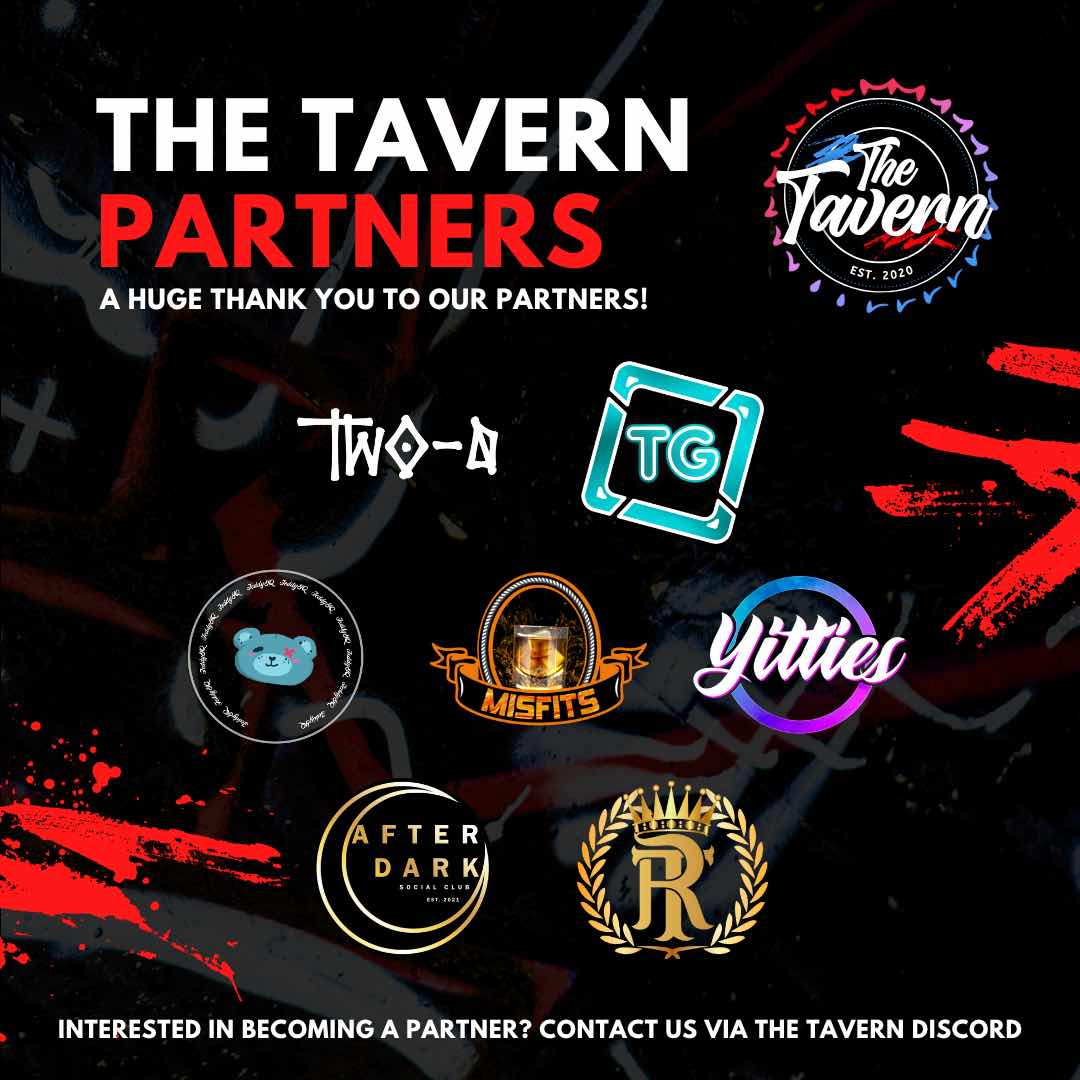 THE TAVERN
PARTNERS
A HUGE THANK YOU TO OUR PARTNERS!
The
Tavern
EST. 2020
TWO-
TG
MISFITS
Yitties
AFTER
DARK
SOCIAL CLUB
EST. 2021
INTERESTED IN BECOMING A PARTNER? CONTACT US VIA THE TAVERN DISCORD